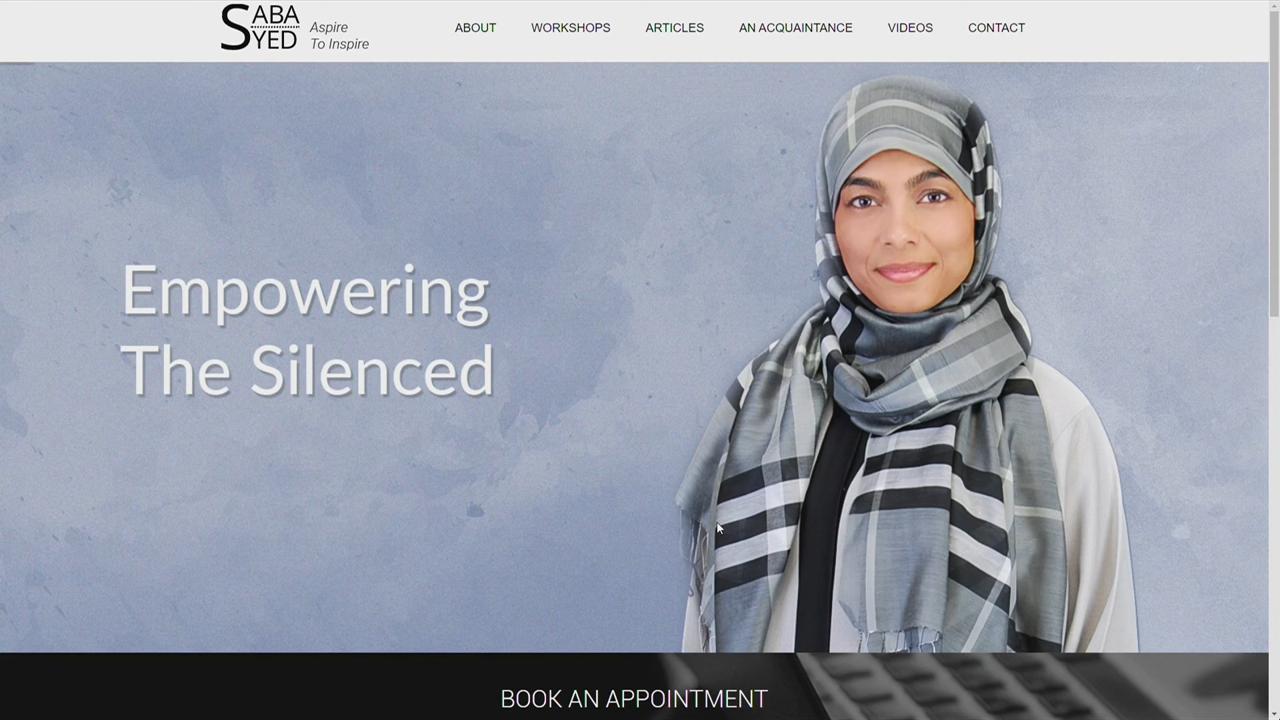 SABA
SYED
Aspire
To Inspire
ABOUT WORKSHOPS ARTICLES AN ACQUAINTANCE VIDEOS CONTACT
Empowering
The Silenced
BOOK AN APPOINTMENT